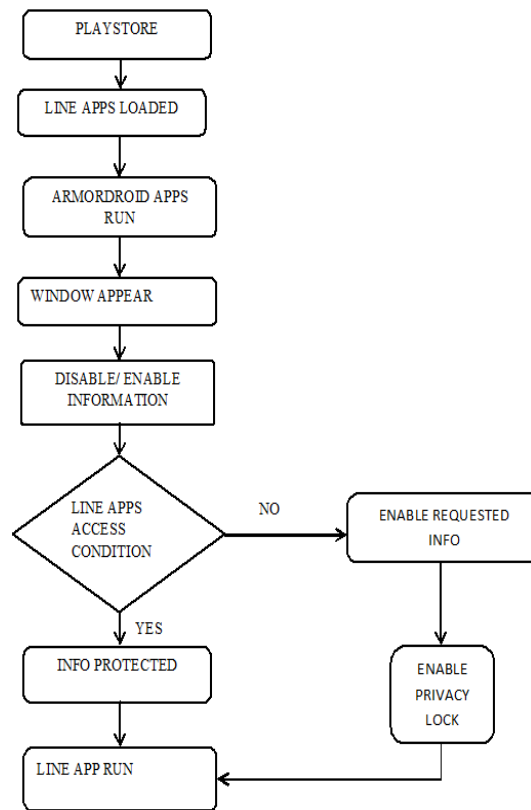 PLAYSTORE
LINE APPS LOADED
ARMORDROID APPS
RUN
WINDOW APPEAR
DISABLE/ ENABLE
INFORMATION
LINE APPS
ACCESS
CONDITION
NO
ENABLE REQUESTED
INFO
YES
INFO PROTECTED
ENABLE
PRIVACY
LOCK
LINE APP RUN